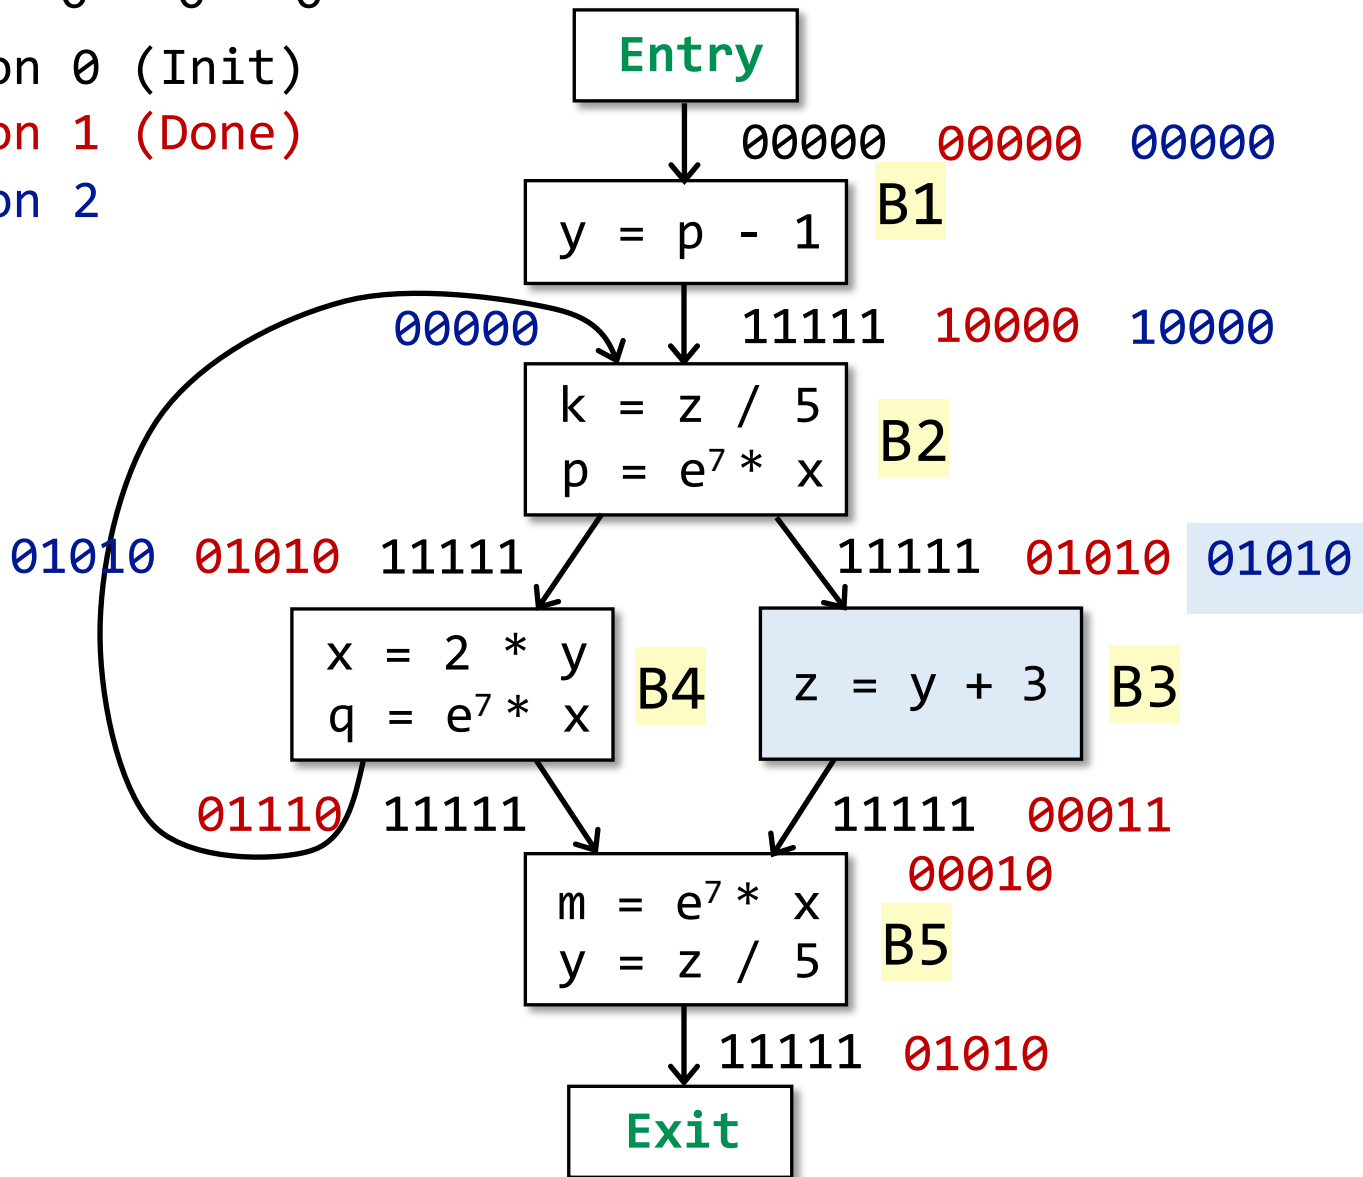 on 0 (Init)
on 1 (Done)
on 2
Entry
00000 00000 00000
B1
y = p - 1
00000
11111 10000 10000
k = z / 5
p = e⁷ * x
B2
01010 01010 11111
11111 01010 01010
x = 2 * y
q = e⁷ * x
B4
z = y + 3
B3
01110 11111
11111 00011
00010
m = e⁷ * x
y = z / 5
B5
11111 01010
Exit